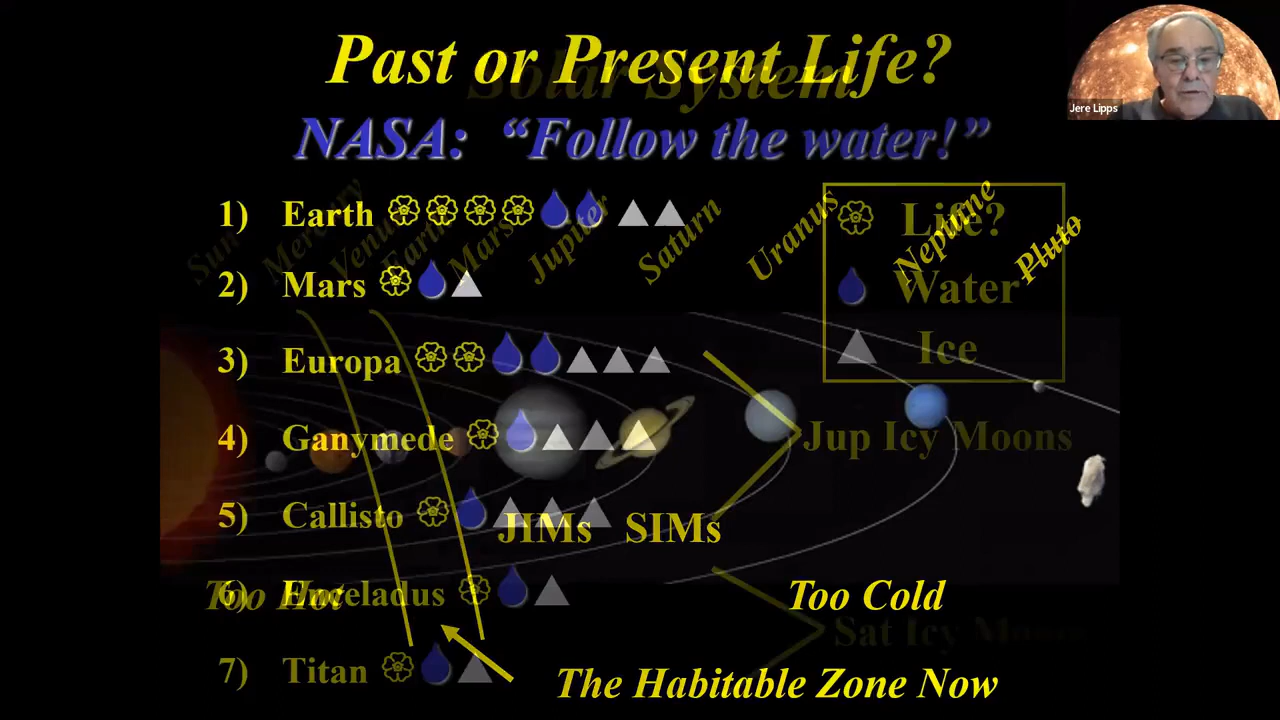 Past or Present Life?
Solar System
Jere Lipps
NASA: “Follow the water!”
1) Earth
Life?
Sun
Mercury
Venus
Earth
Mars
Jupiter
Saturn
Uranus
Neptune
Pluto
2) Mars
Water
3) Europa
Ice
4) Ganymede
Jup Icy Moons
5) Callisto
JIMs SIMs
6) Enceladus
Too Hot
Too Cold
Sat Icy Moons
7) Titan
The Habitable Zone Now